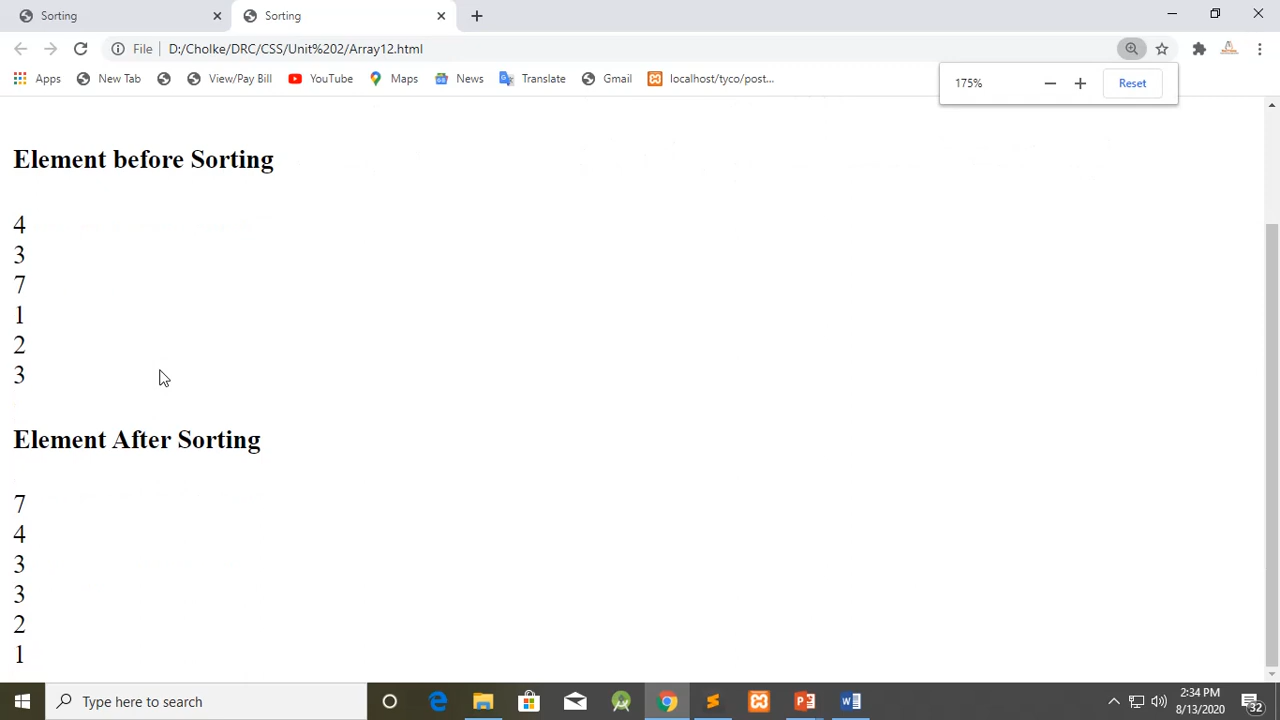 Sorting
Sorting
File D:/Cholke/DRC/CSS/Unit%202/Array12.html
Apps New Tab View/Pay Bill YouTube Maps News Translate Gmail localhost/tyco/post...
175% Reset
Element before Sorting
4
3
7
1
2
3
Element After Sorting
7
4
3
3
2
1
Type here to search
2:34 PM
8/13/2020
32